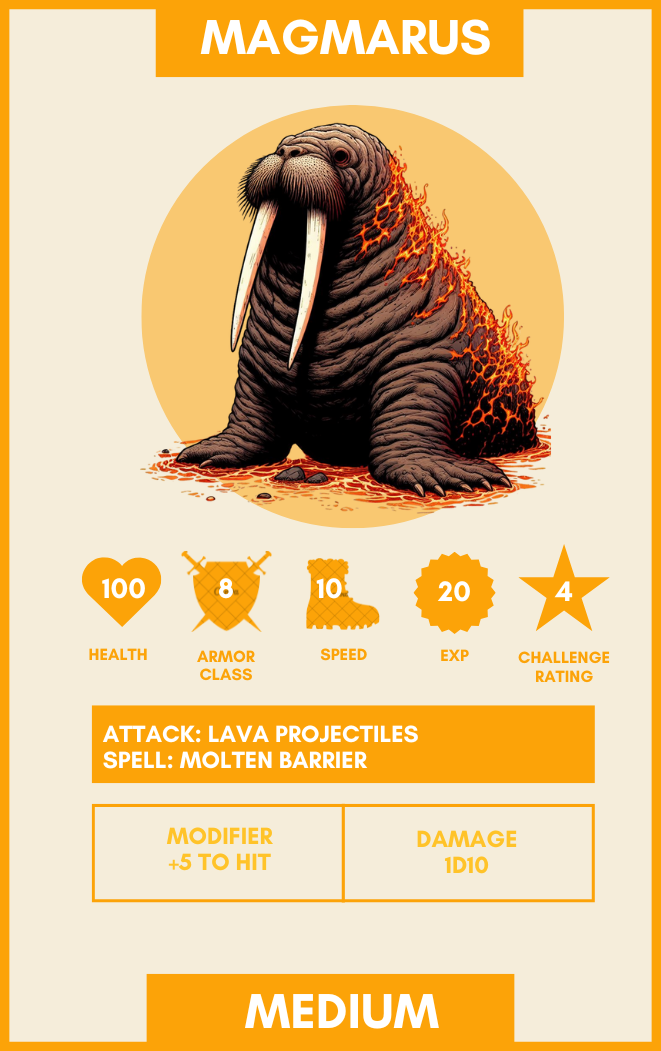 MAGMARUS
100
8
10
20
4
HEALTH
ARMOR
CLASS
SPEED
EXP
CHALLENGE
RATING
ATTACK: LAVA PROJECTILES
SPELL: MOLTEN BARRIER
MODIFIER
+5 TO HIT
DAMAGE
1D10
MEDIUM